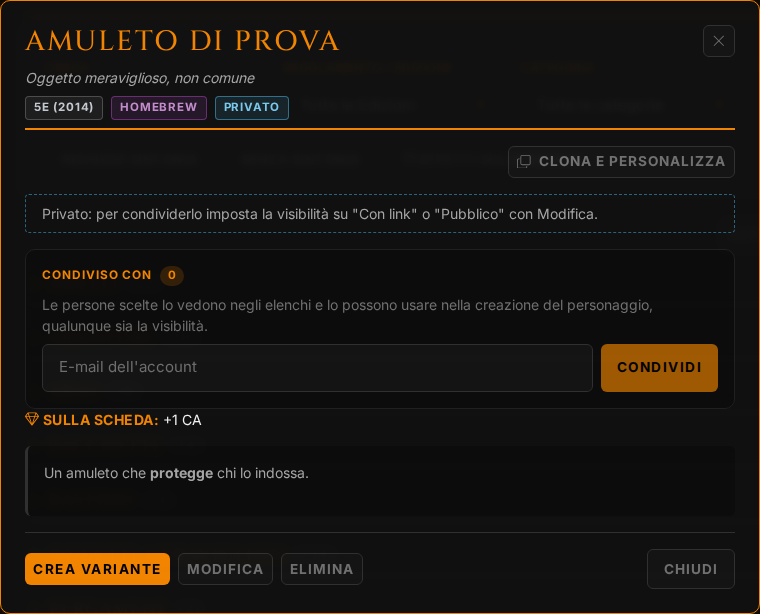 AMULETO DI PROVA
Oggetto meraviglioso, non comune
5E (2014) HOMEBREW PRIVATO
CLONA E PERSONALIZZA
Privato: per condividerlo imposta la visibilità su "Con link" o "Pubblico" con Modifica.
CONDIVISO CON 0
Le persone scelte lo vedono negli elenchi e lo possono usare nella creazione del personaggio,
qualunque sia la visibilità.
E-mail dell'account CONDIVIDI
SULLA SCHEDA: +1 CA
Un amuleto che protegge chi lo indossa.
CREA VARIANTE MODIFICA ELIMINA CHIUDI